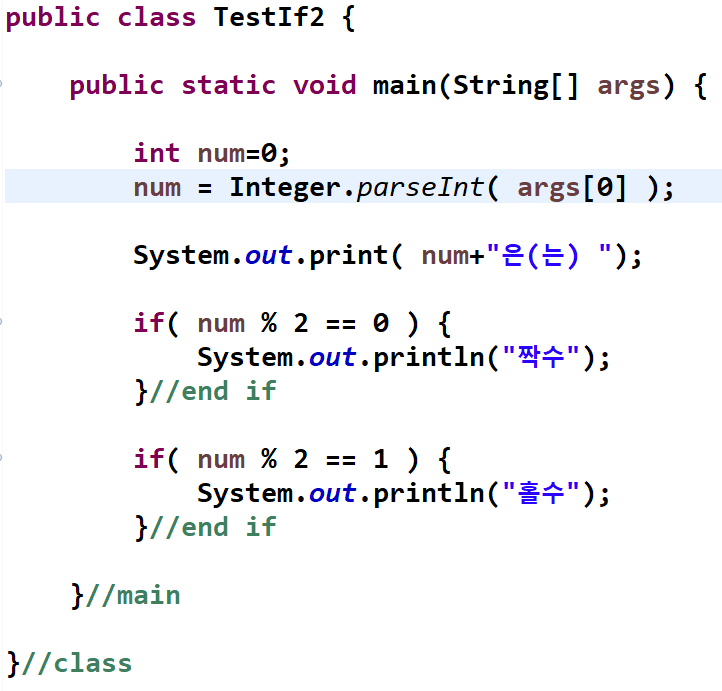 public class TestIf2 {
public static void main(String[] args) {
int num=0;
num = Integer.parseInt( args[0] );
System.out.print( num+"은(는) ");
if( num % 2 == 0 ) {
System.out.println("짝수");
}//end if
if( num % 2 == 1 ) {
System.out.println("홀수");
}//end if
}//main
}//class